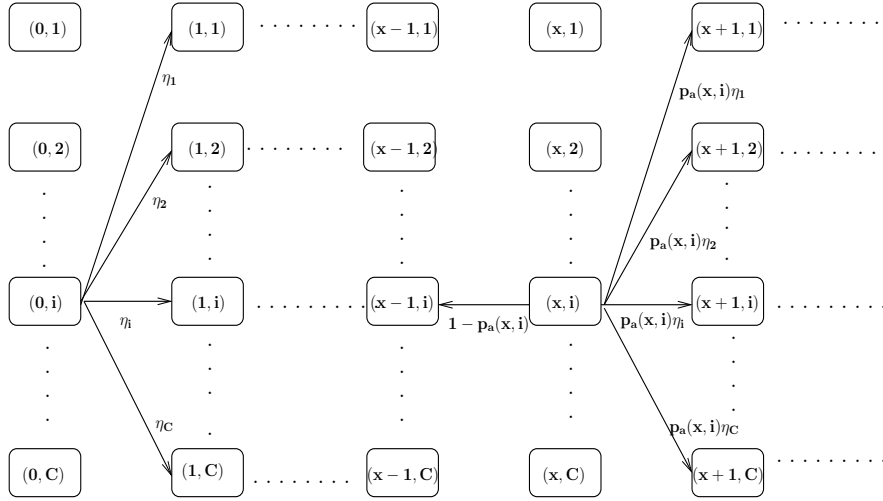 (0, 1) (1, 1) . . . . . . . . (x − 1, 1) (x, 1) (x + 1, 1) . . . . . . . . .
η₁ pₐ(x, i)η₁
(0, 2) (1, 2) . . . . . . . . (x − 1, 2) (x, 2) (x + 1, 2) . . . . . . . . .
η₂ pₐ(x, i)η₂
(0, i) (1, i) . . . . . . . . . (x − 1, i) (x, i) (x + 1, i) . . . . . . . . .
ηᵢ 1 − pₐ(x, i) pₐ(x, i)ηᵢ
η_C pₐ(x, i)η_C
(0, C) (1, C) . . . . . . . . . (x − 1, C) (x, C) (x + 1, C) . . . . . . . . .